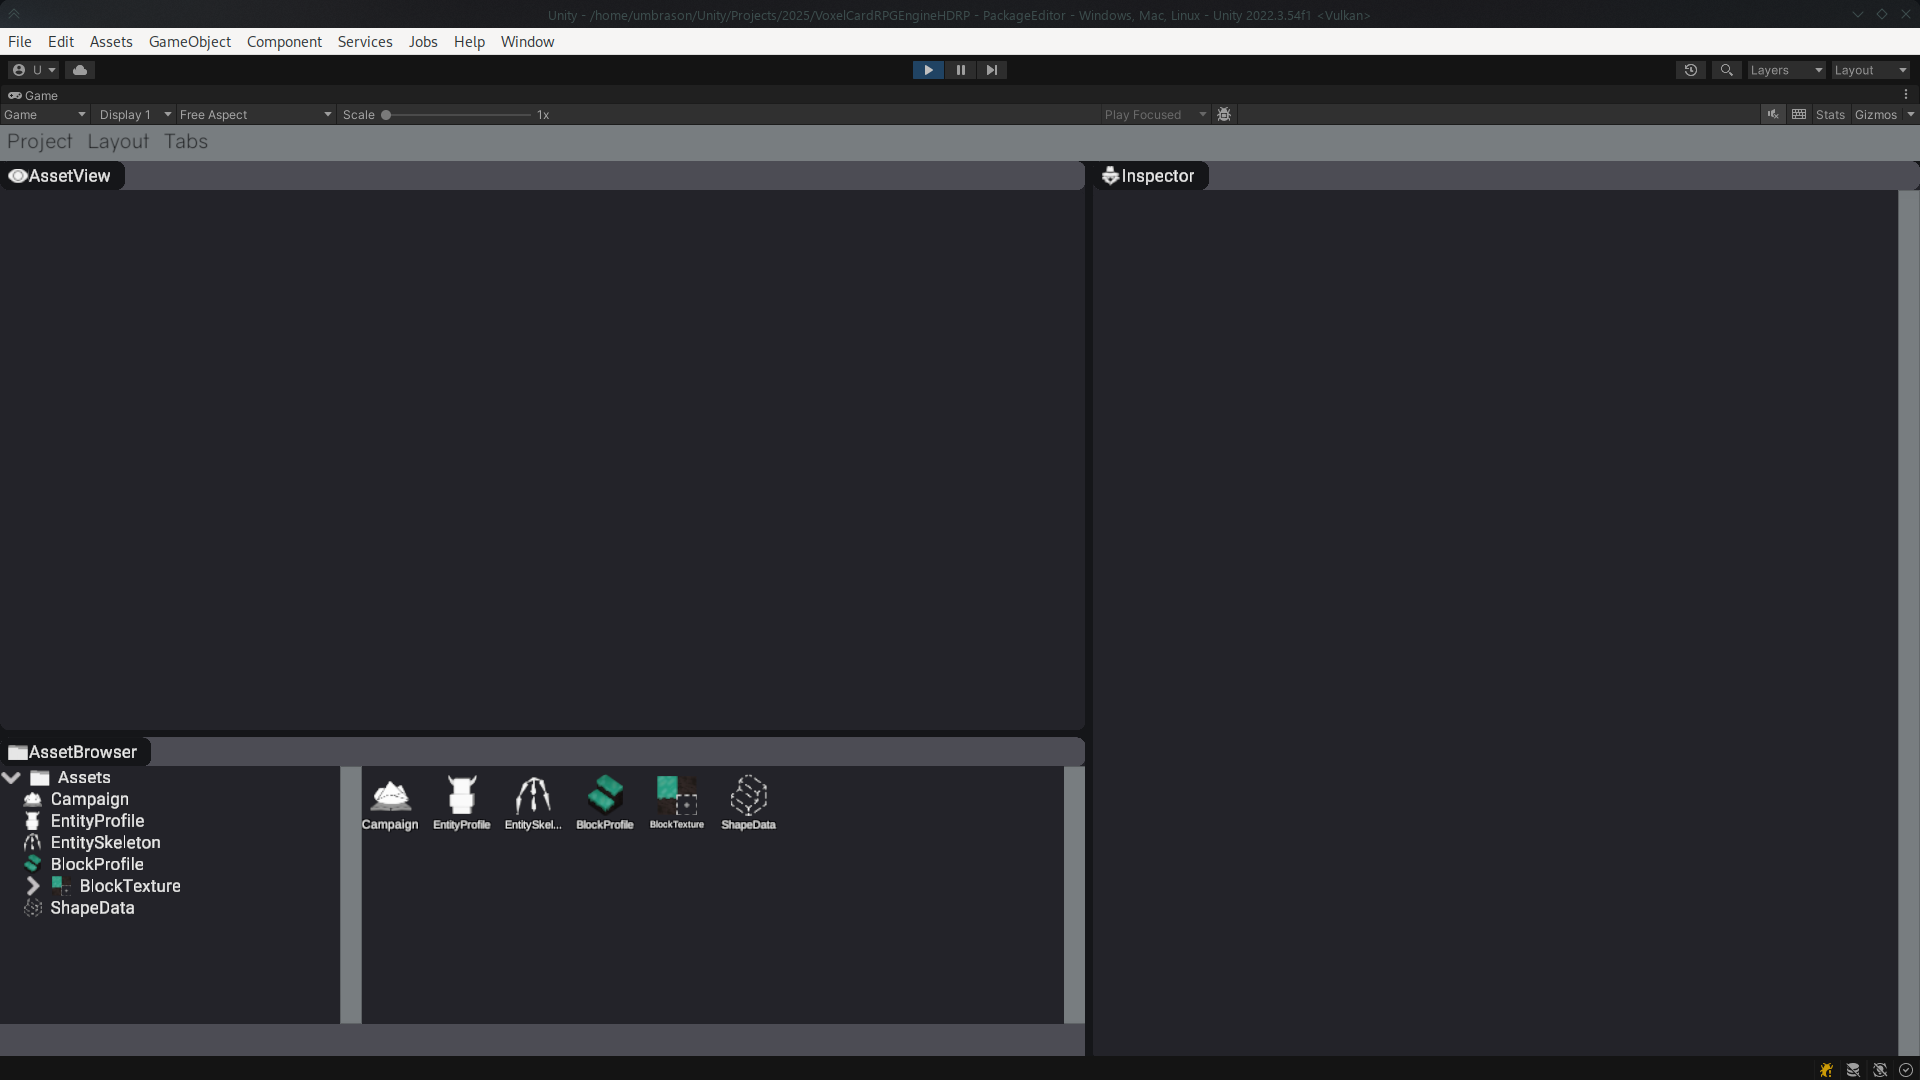 Unity - /home/umbrason/Unity/Projects/2025/VoxelCardRPGEngineHDRP - PackageEditor - Windows, Mac, Linux - Unity 2022.3.54f1 <Vulkan>
File Edit Assets GameObject Component Services Jobs Help Window
U Layers Layout
Game
Game Display 1 Free Aspect Scale 1x Play Focused Stats Gizmos
Project Layout Tabs
AssetView Inspector
AssetBrowser
Assets
Campaign
EntityProfile
EntitySkeleton
BlockProfile
BlockTexture
ShapeData
Campaign EntityProfile EntitySkel... BlockProfile BlockTexture ShapeData